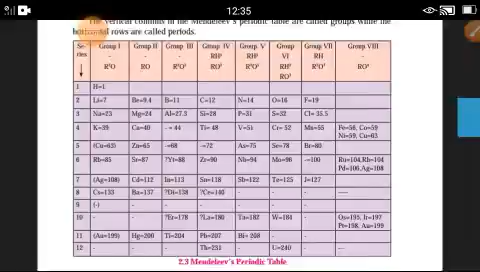 12:35
The vertical columns in the Mendeleev's periodic table are called groups while the
horizontal rows are called periods.
Se- ries ↓ Group I - R²O Group II - RO Group III - R²O³ Group IV RH⁴ RO² Group V RH³ R²O⁵ Group VI RH² RO³ Group VII RH R²O⁷ Group VIII - RO⁴
1 H=1
2 Li=7 Be=9.4 B=11 C=12 N=14 O=16 F=19
3 Na=23 Mg=24 Al=27.3 Si=28 P=31 S=32 Cl= 35.5
4 K=39 Ca=40 -= 44 Ti= 48 V=51 Cr= 52 Mn=55 Fe=56, Co=59 Ni=59, Cu=63
5 (Cu=63) Zn=65 -=68 -=72 As=75 Se=78 Br=80
6 Rb=85 Sr=87 ?Yt=88 Zr=90 Nb=94 Mo=96 -=100 Ru=104,Rh=104 Pd=106,Ag=108
7 (Ag=108) Cd=112 In=113 Sn=118 Sb=122 Te=125 J=127
8 Cs=133 Ba=137 ?Di=138 ?Ce=140 - - - ----
9 (-) - - - - - -
10 - - ?Er=178 ?La=180 Ta=182 W=184 - Os=195, Ir=197 Pt=198, Au=199
11 (Au=199) Hg=200 Ti=204 Pb=207 Bi= 208 - -
12 - - - Th=231 - U=240 - ----
2.3 Mendeleev's Periodic Table